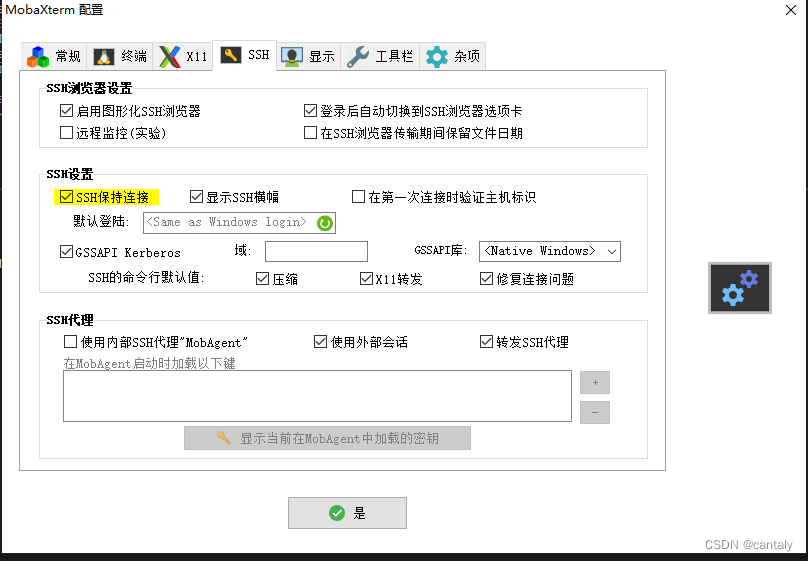 MobaXterm 配置
常规 终端 X11 SSH 显示 工具栏 杂项
SSH浏览器设置
启用图形化SSH浏览器 登录后自动切换到SSH浏览器选项卡
远程监控(实验) 在SSH浏览器传输期间保留文件日期
SSH设置
SSH保持连接 显示SSH横幅 在第一次连接时验证主机标识
默认登陆: <Same as Windows login>
GSSAPI Kerberos 域: GSSAPI库: <Native Windows>
SSH的命令行默认值: 压缩 X11转发 修复连接问题
SSH代理
使用内部SSH代理"MobAgent" 使用外部会话 转发SSH代理
在MobAgent启动时加载以下键
+
-
显示当前在MobAgent中加载的密钥
是
CSDN @cantaly